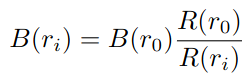 B(r_i) = B(r_0) \frac{R(r_0)}{R(r_i)}